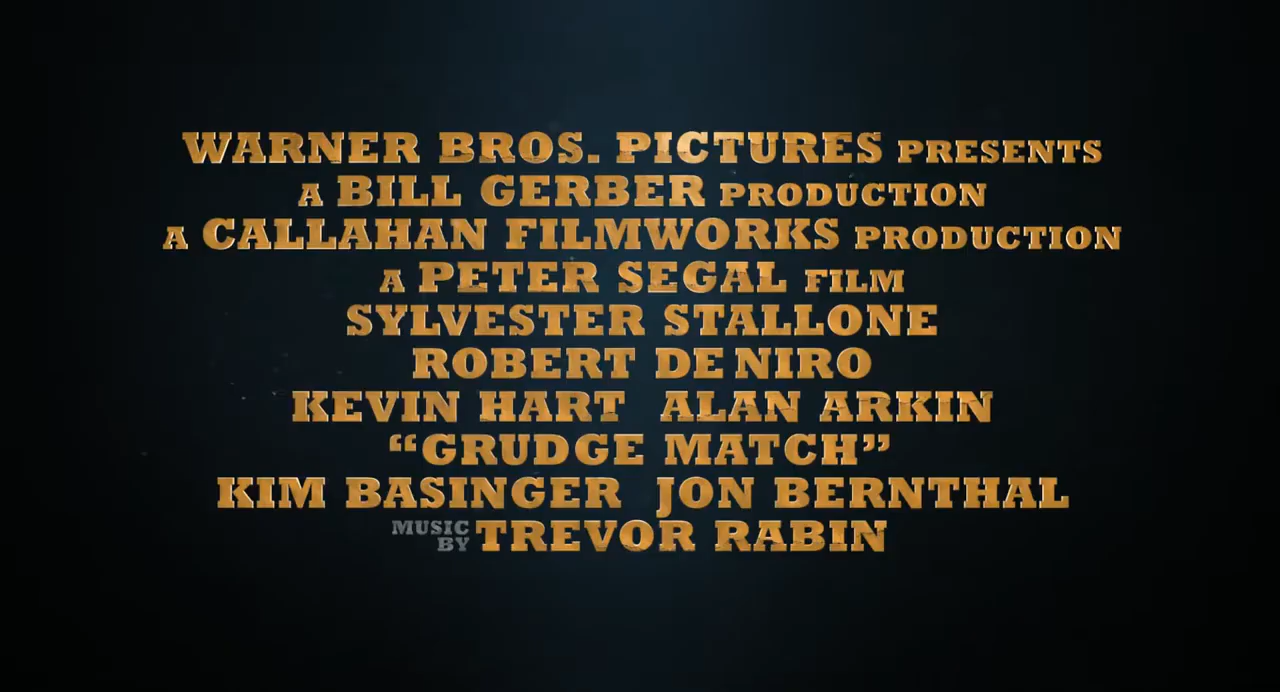 WARNER BROS. PICTURES PRESENTS
A BILL GERBER PRODUCTION
A CALLAHAN FILMWORKS PRODUCTION
A PETER SEGAL FILM
SYLVESTER STALLONE
ROBERT DE NIRO
KEVIN HART ALAN ARKIN
“GRUDGE MATCH”
KIM BASINGER JON BERNTHAL
MUSIC BY TREVOR RABIN